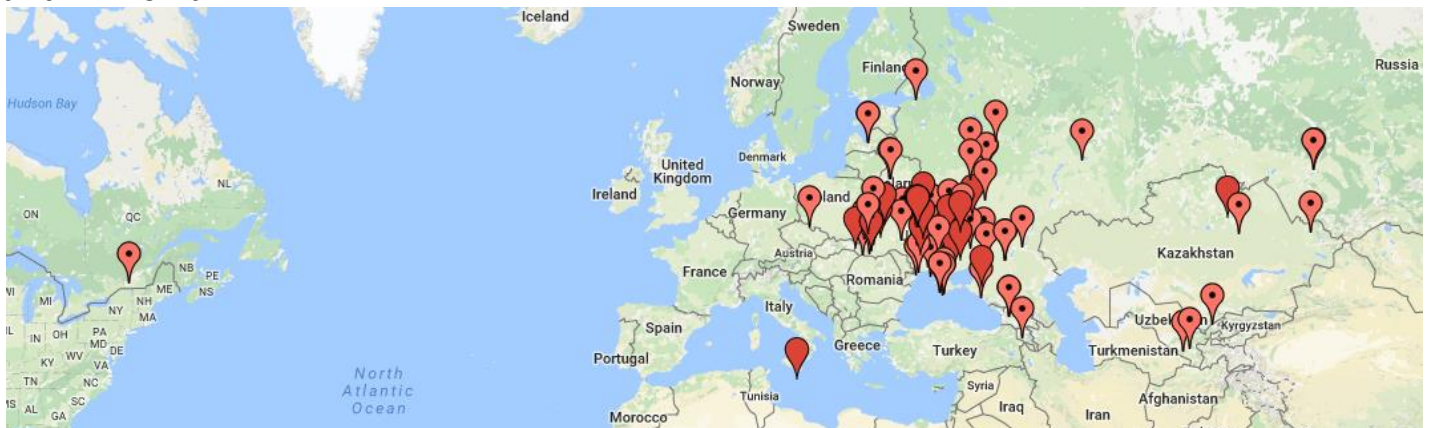 Iceland
Sweden
Finland
Russia
Norway
Hudson Bay
Denmark
United
Kingdom
NL
Ireland
land
ON
QC
Germany
Austria
Kazakhstan
NB
PE
France
Romania
MI
ME
NS
NH
NY
MA
Italy
Kyrgyzstan
OH
PA
IN
MD
DE
Spain
WV
Greece
Turkey
Turkmenistan
KY
VA
Portugal
North
Atlantic
Ocean
TN
NC
Syria
Tunisia
Afghanistan
SC
AL
GA
Iraq
Iran
Morocco